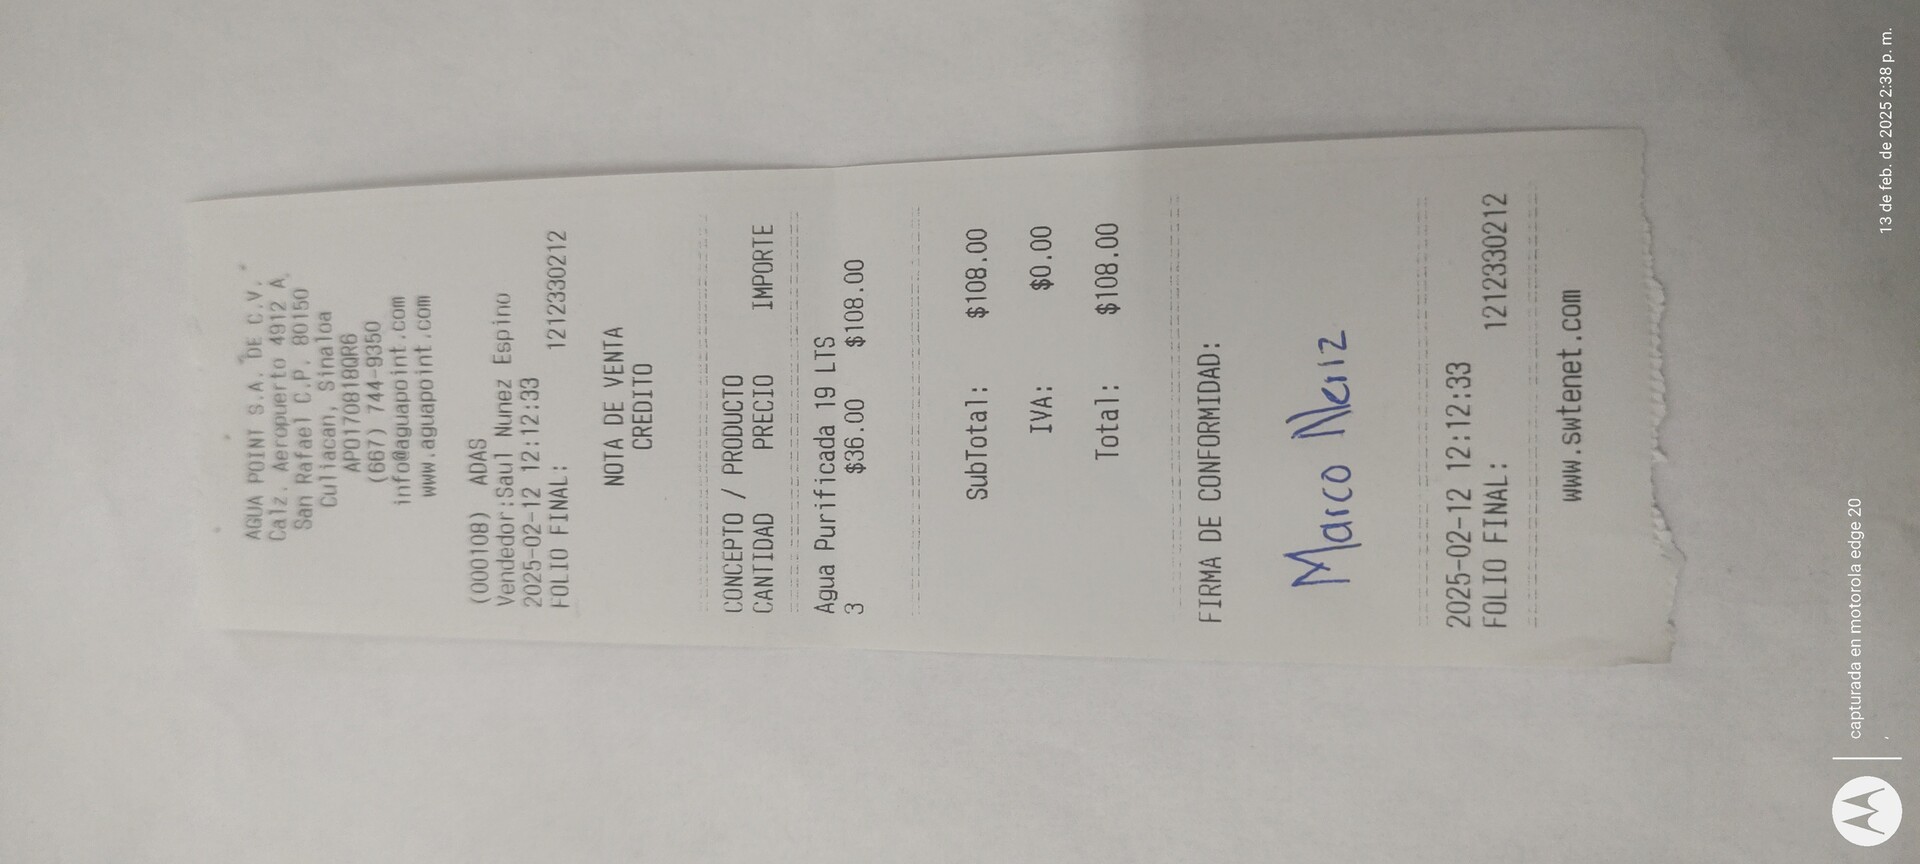 AGUA POINT S.A. DE C.V.
Calz. Aeropuerto 4912 A.
San Rafael C.P. 80150
Culiacan, Sinaloa
APO170818QR6
(667) 744-9350
info@aguapoint.com
www.aguapoint.com
(000108) ADAS
Vendedor:Saul Nunez Espino
2025-02-12 12:12:33
FOLIO FINAL: 1212330212
NOTA DE VENTA
CREDITO
CONCEPTO / PRODUCTO
CANTIDAD PRECIO IMPORTE
Agua Purificada 19 LTS
3 $36.00 $108.00
SubTotal: $108.00
IVA: $0.00
Total: $108.00
FIRMA DE CONFORMIDAD:
Marco Neriz
2025-02-12 12:12:33
FOLIO FINAL: 1212330212
www.swtenet.com
capturada en motorola edge 20
13 de feb. de 2025 2:38 p. m.